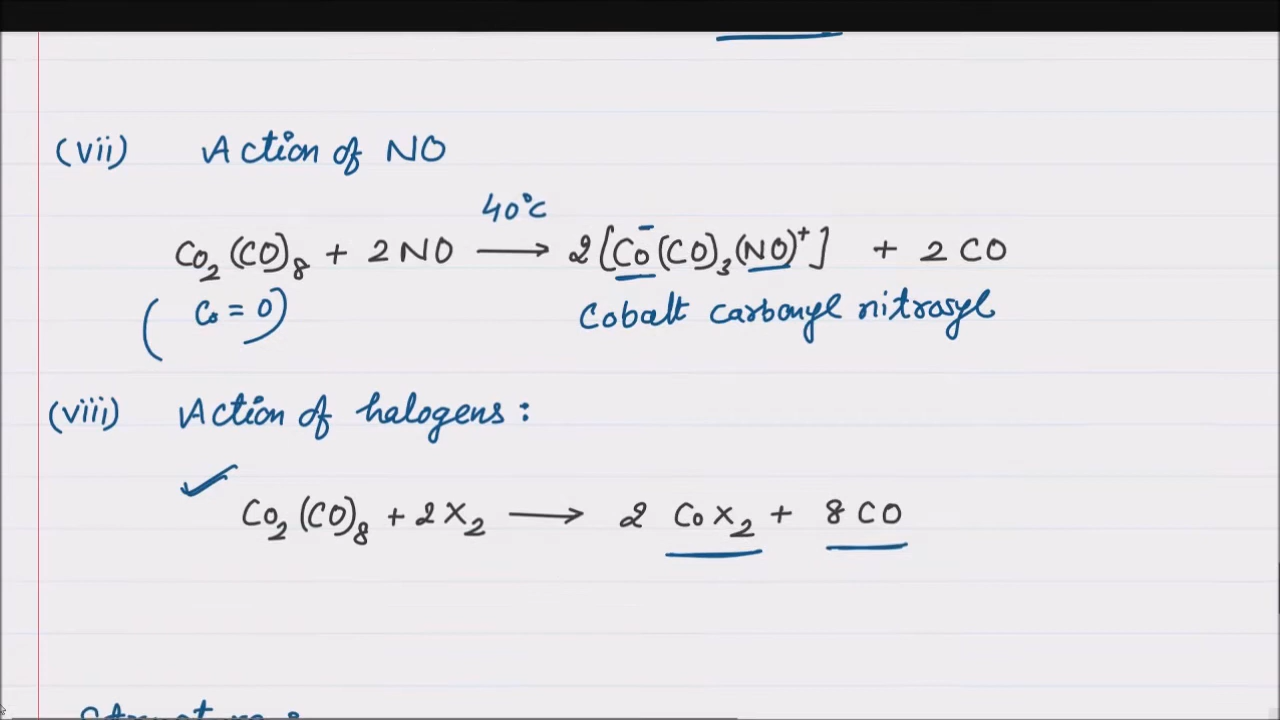 (vii) Action of NO
40°C
Co₂(CO)₈ + 2NO ⟶ 2[Co⁻(CO)₃(NO)⁺] + 2CO
(Co = 0) Cobalt carbonyl nitrosyl
(viii) Action of halogens:
Co₂(CO)₈ + 2X₂ ⟶ 2 CoX₂ + 8CO